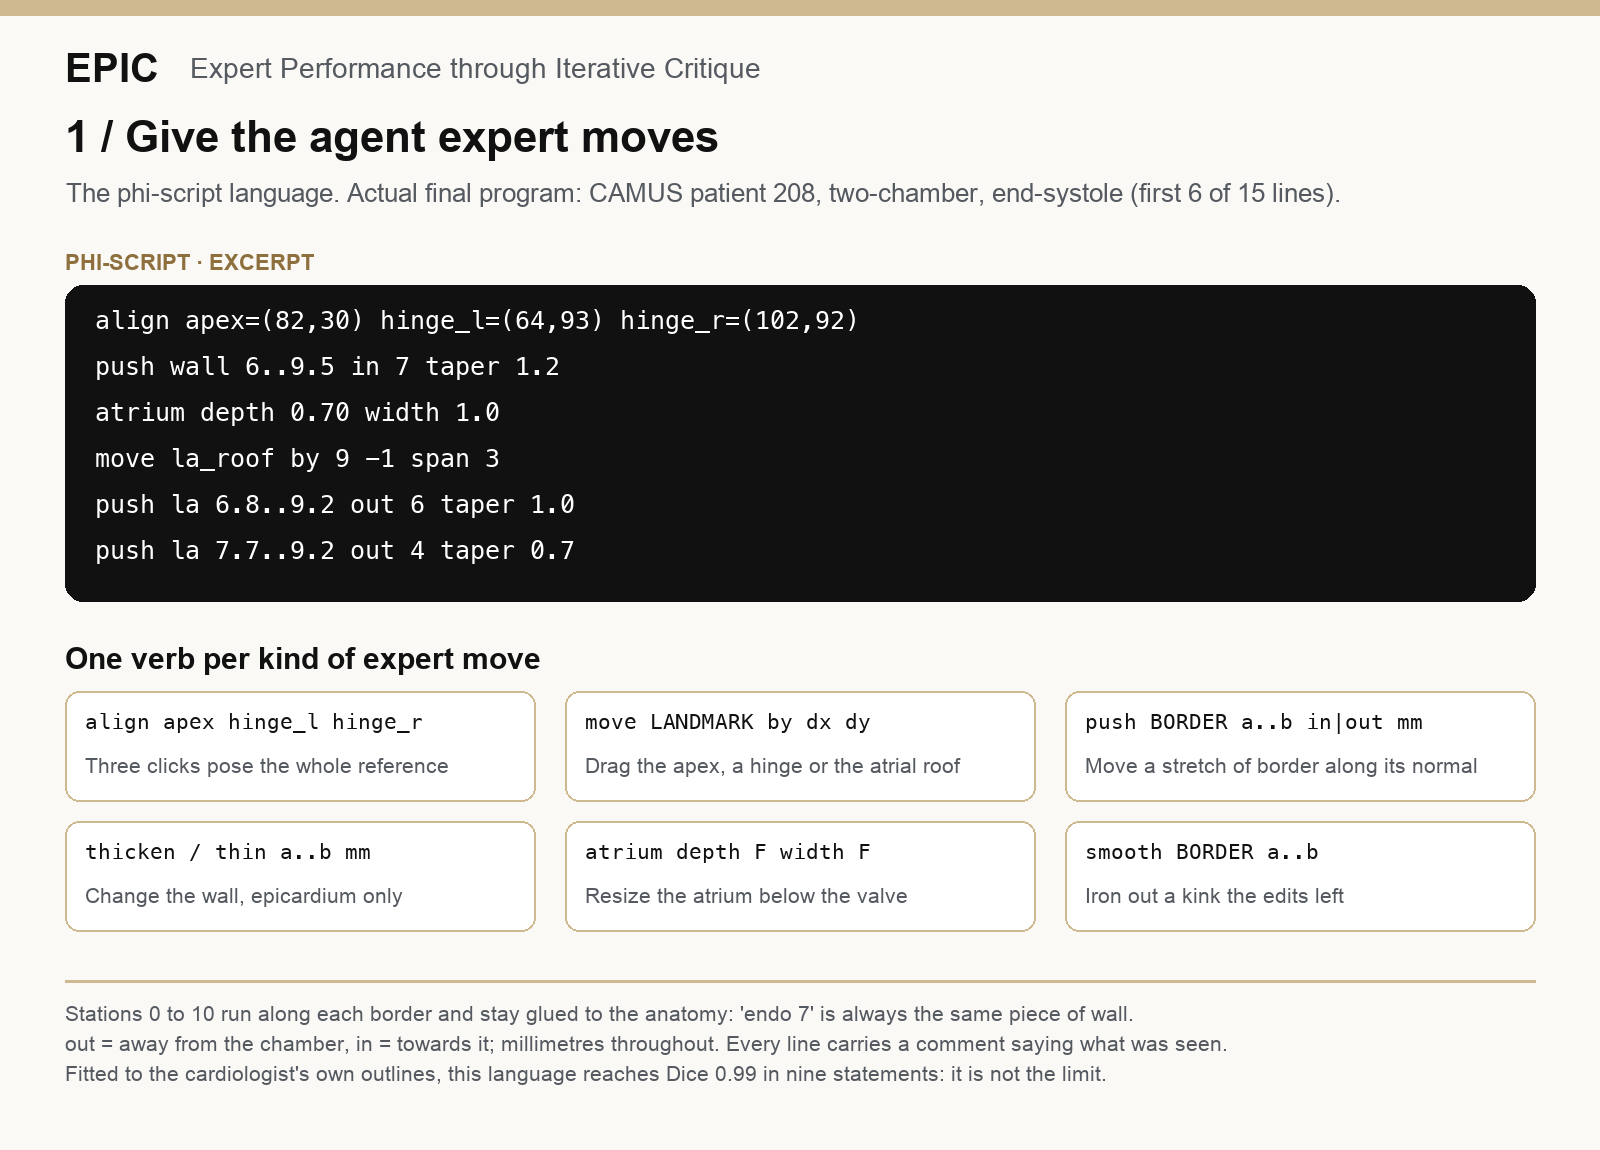 EPIC Expert Performance through Iterative Critique
1 / Give the agent expert moves
The phi-script language. Actual final program: CAMUS patient 208, two-chamber, end-systole (first 6 of 15 lines).
PHI-SCRIPT · EXCERPT
align apex=(82,30) hinge_l=(64,93) hinge_r=(102,92)
push wall 6..9.5 in 7 taper 1.2
atrium depth 0.70 width 1.0
move la_roof by 9 −1 span 3
push la 6.8..9.2 out 6 taper 1.0
push la 7.7..9.2 out 4 taper 0.7
One verb per kind of expert move
align apex hinge_l hinge_r
Three clicks pose the whole reference
move LANDMARK by dx dy
Drag the apex, a hinge or the atrial roof
push BORDER a..b in|out mm
Move a stretch of border along its normal
thicken / thin a..b mm
Change the wall, epicardium only
atrium depth F width F
Resize the atrium below the valve
smooth BORDER a..b
Iron out a kink the edits left
Stations 0 to 10 run along each border and stay glued to the anatomy: 'endo 7' is always the same piece of wall.
out = away from the chamber, in = towards it; millimetres throughout. Every line carries a comment saying what was seen.
Fitted to the cardiologist's own outlines, this language reaches Dice 0.99 in nine statements: it is not the limit.